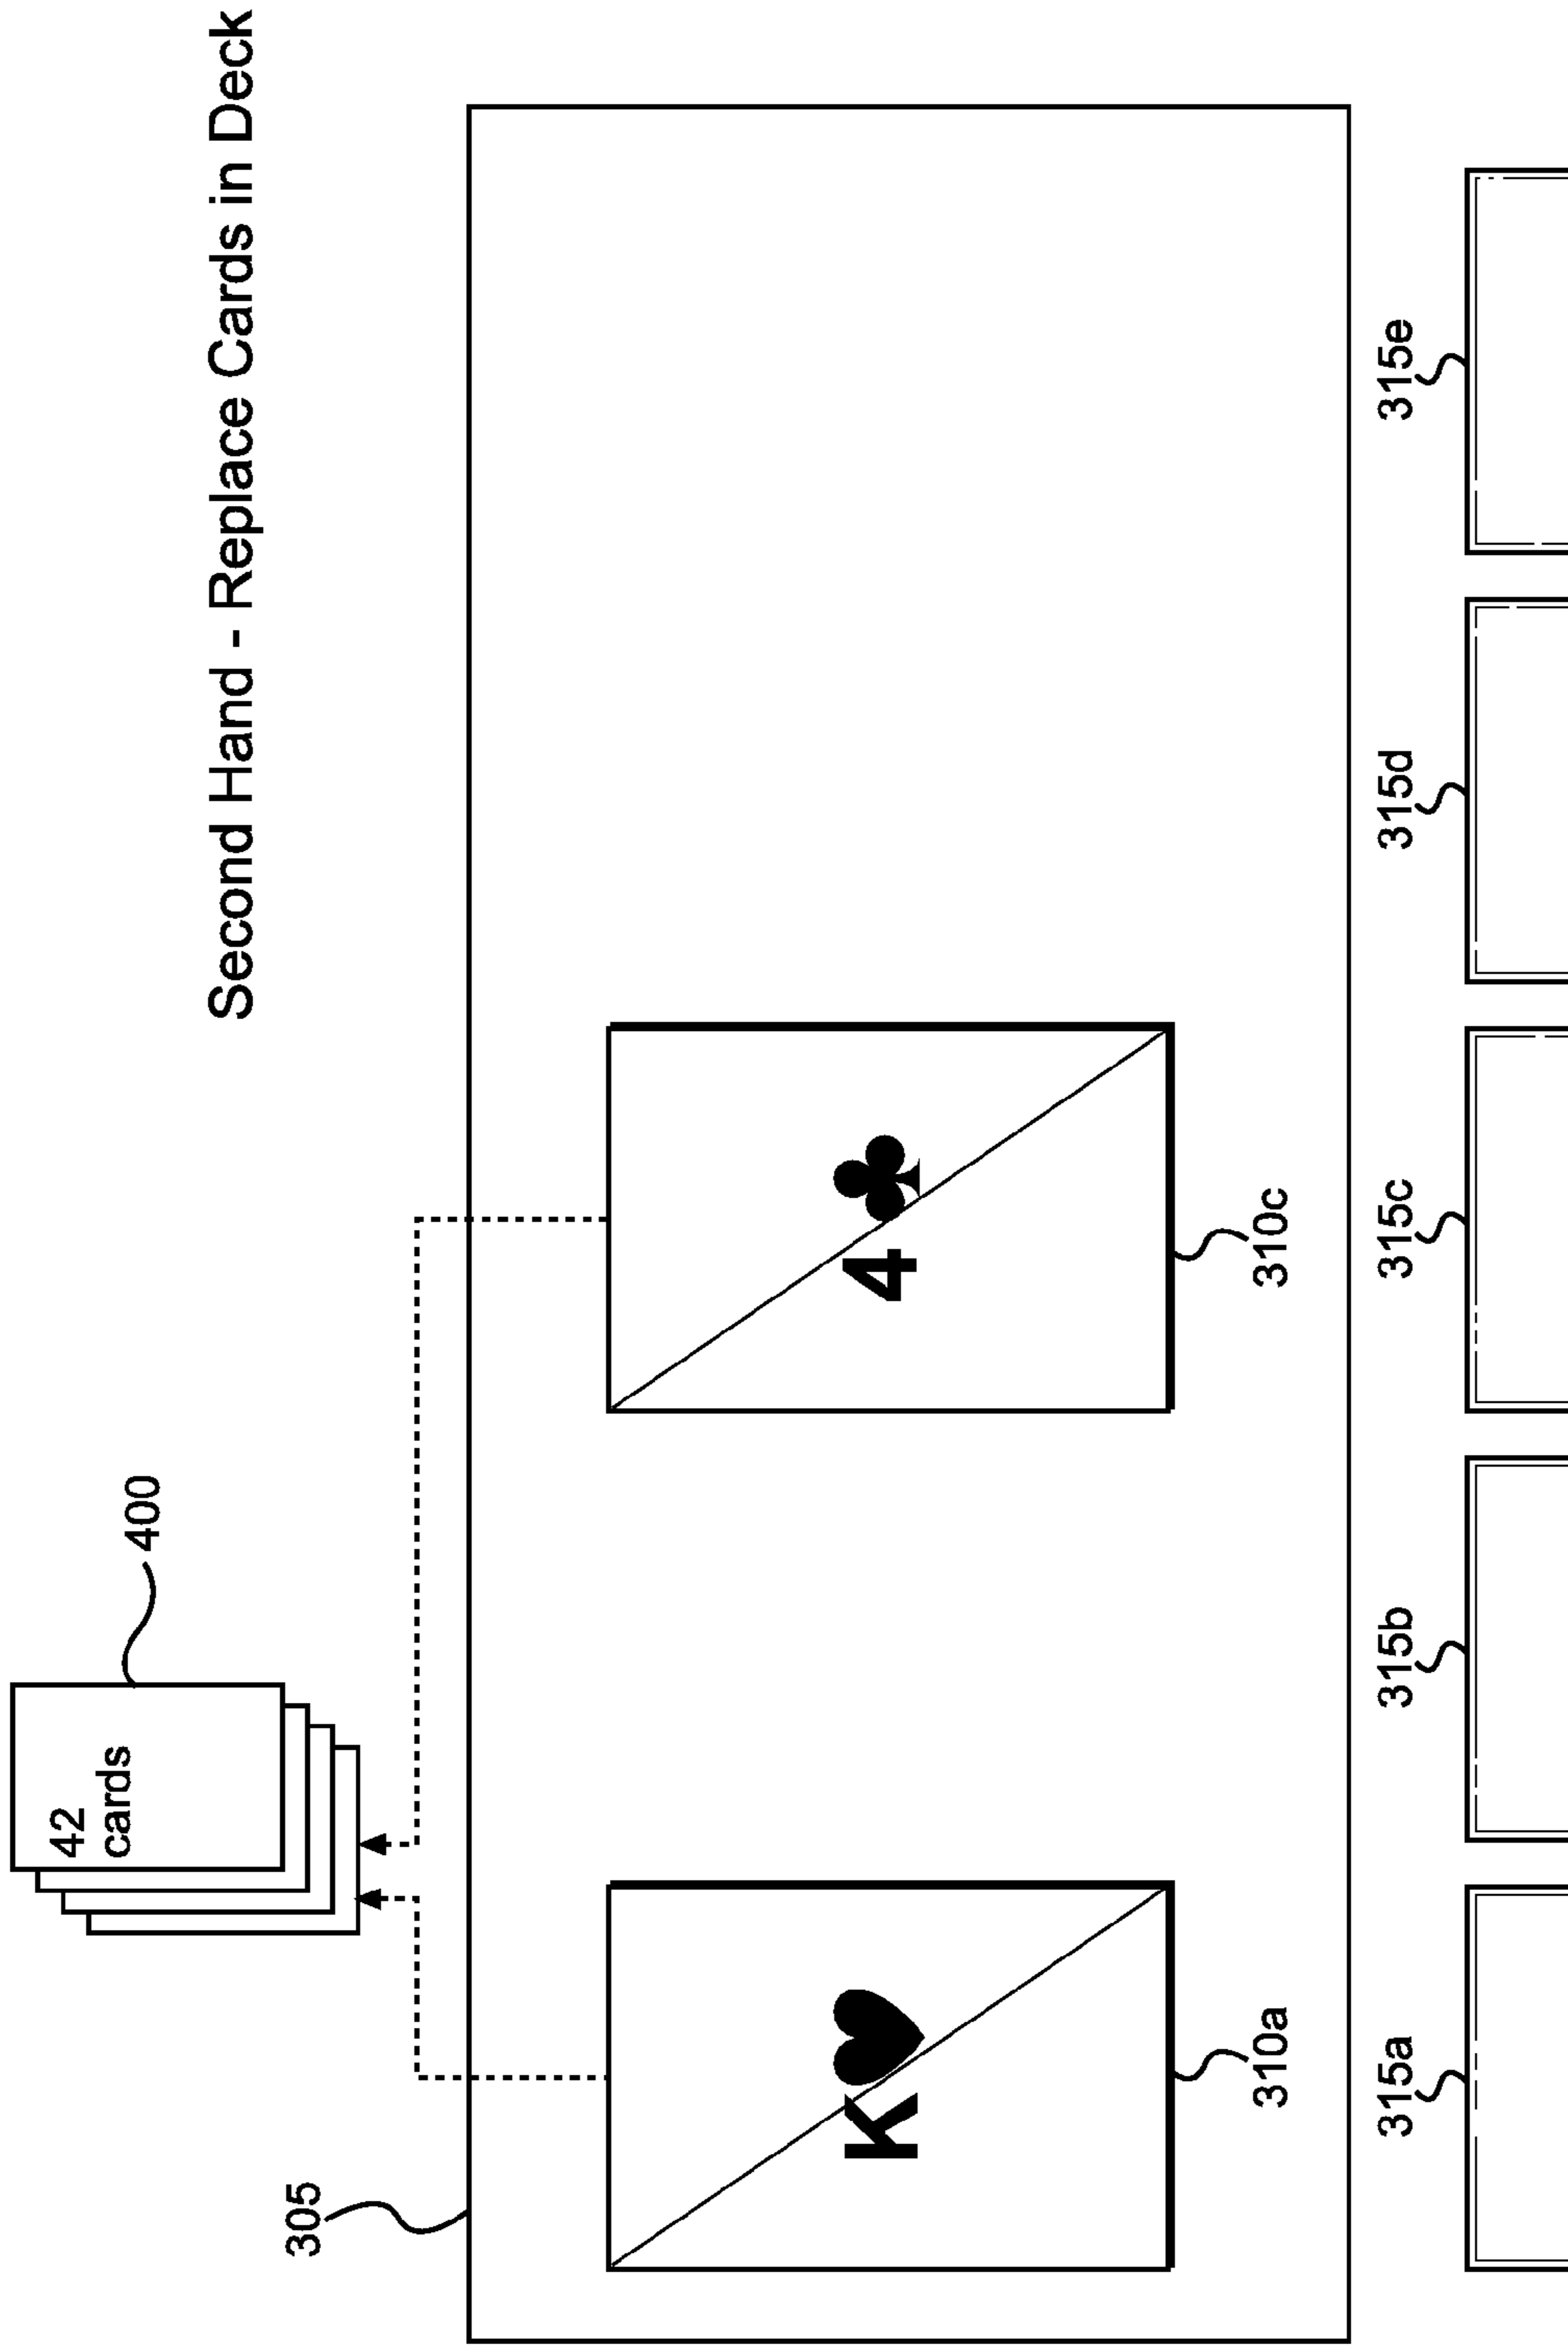 Second Hand - Replace Cards in Deck
42
cards
400
305
K♥
4♣
310a
310c
315a
315b
315c
315d
315e